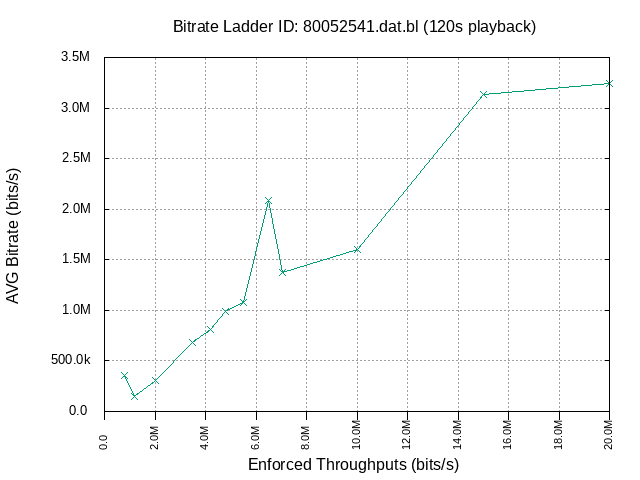 Bitrate Ladder ID: 80052541.dat.bl (120s playback)
3.5M
3.0M
2.5M
2.0M
1.5M
1.0M
500.0k
0.0
AVG Bitrate (bits/s)
0.0 2.0M 4.0M 6.0M 8.0M 10.0M 12.0M 14.0M 16.0M 18.0M 20.0M
Enforced Throughputs (bits/s)